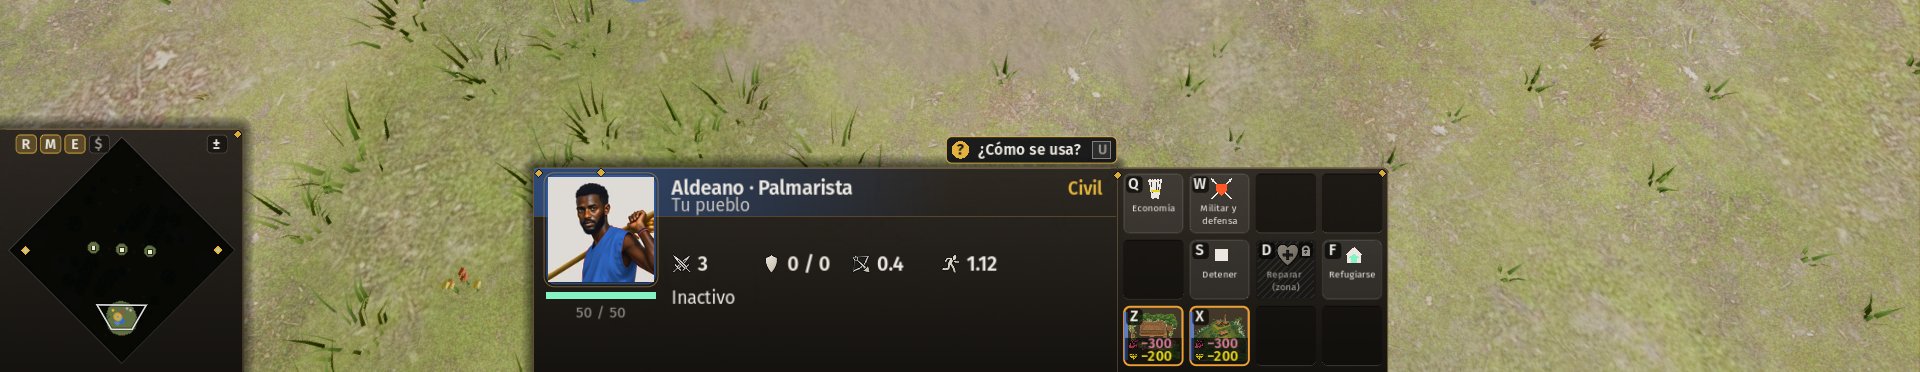 R M E $ ±
¿Cómo se usa? U
Aldeano · Palmarista
Civil
Tu pueblo
3 0 / 0 0.4 1.12
Inactivo
50 / 50
Q Economía
W Militar y
defensa
S Detener
D Reparar
(zona)
F Refugiarse
Z
-300
-200
X
-300
-200